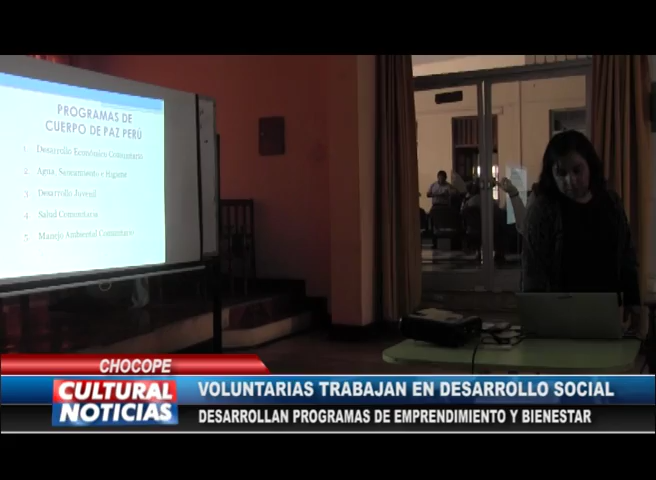 PROGRAMAS DE
CUERPO DE PAZ PERÚ
1. Desarrollo Económico Comunitario
2. Agua, Saneamiento e Higiene
3. Desarrollo Juvenil
4. Salud Comunitaria
5. Manejo Ambiental Comunitario
CHOCOPE
CULTURAL
NOTICIAS
VOLUNTARIAS TRABAJAN EN DESARROLLO SOCIAL
DESARROLLAN PROGRAMAS DE EMPRENDIMIENTO Y BIENESTAR